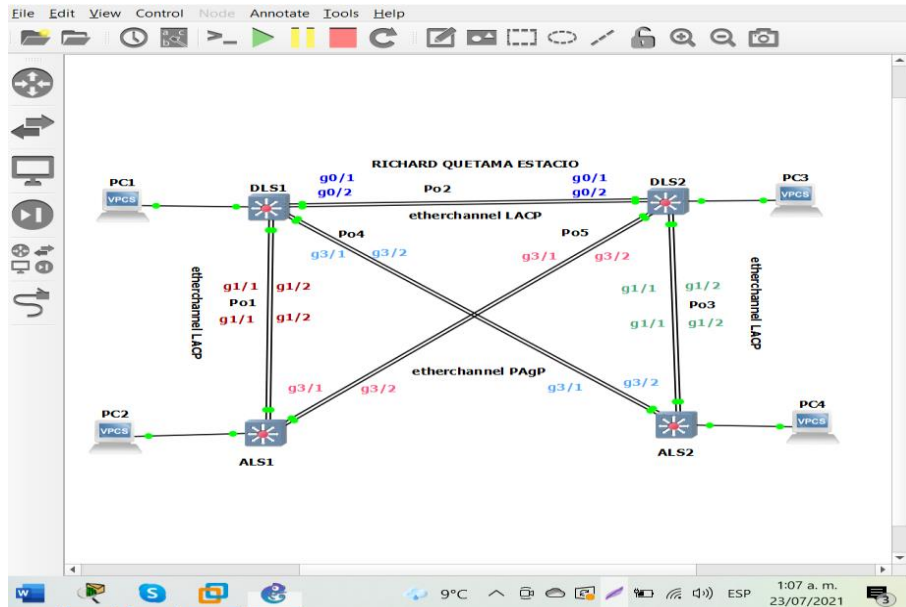 File Edit View Control Node Annotate Tools Help
RICHARD QUETAMA ESTACIO
PC1
VPCS
DLS1
g0/1
g0/2
Po2
g0/1
g0/2
DLS2
PC3
VPCS
etherchannel LACP
Po4
g3/1 g3/2
Po5
g3/1 g3/2
etherchannel LACP
g1/1 g1/2
Po1
g1/1 g1/2
g1/1 g1/2
Po3
g1/1 g1/2
etherchannel LACP
etherchannel PAgP
g3/1 g3/2
g3/1 g3/2
PC2
VPCS
ALS1
ALS2
PC4
VPCS
9°C
ESP
1:07 a. m.
23/07/2021
3